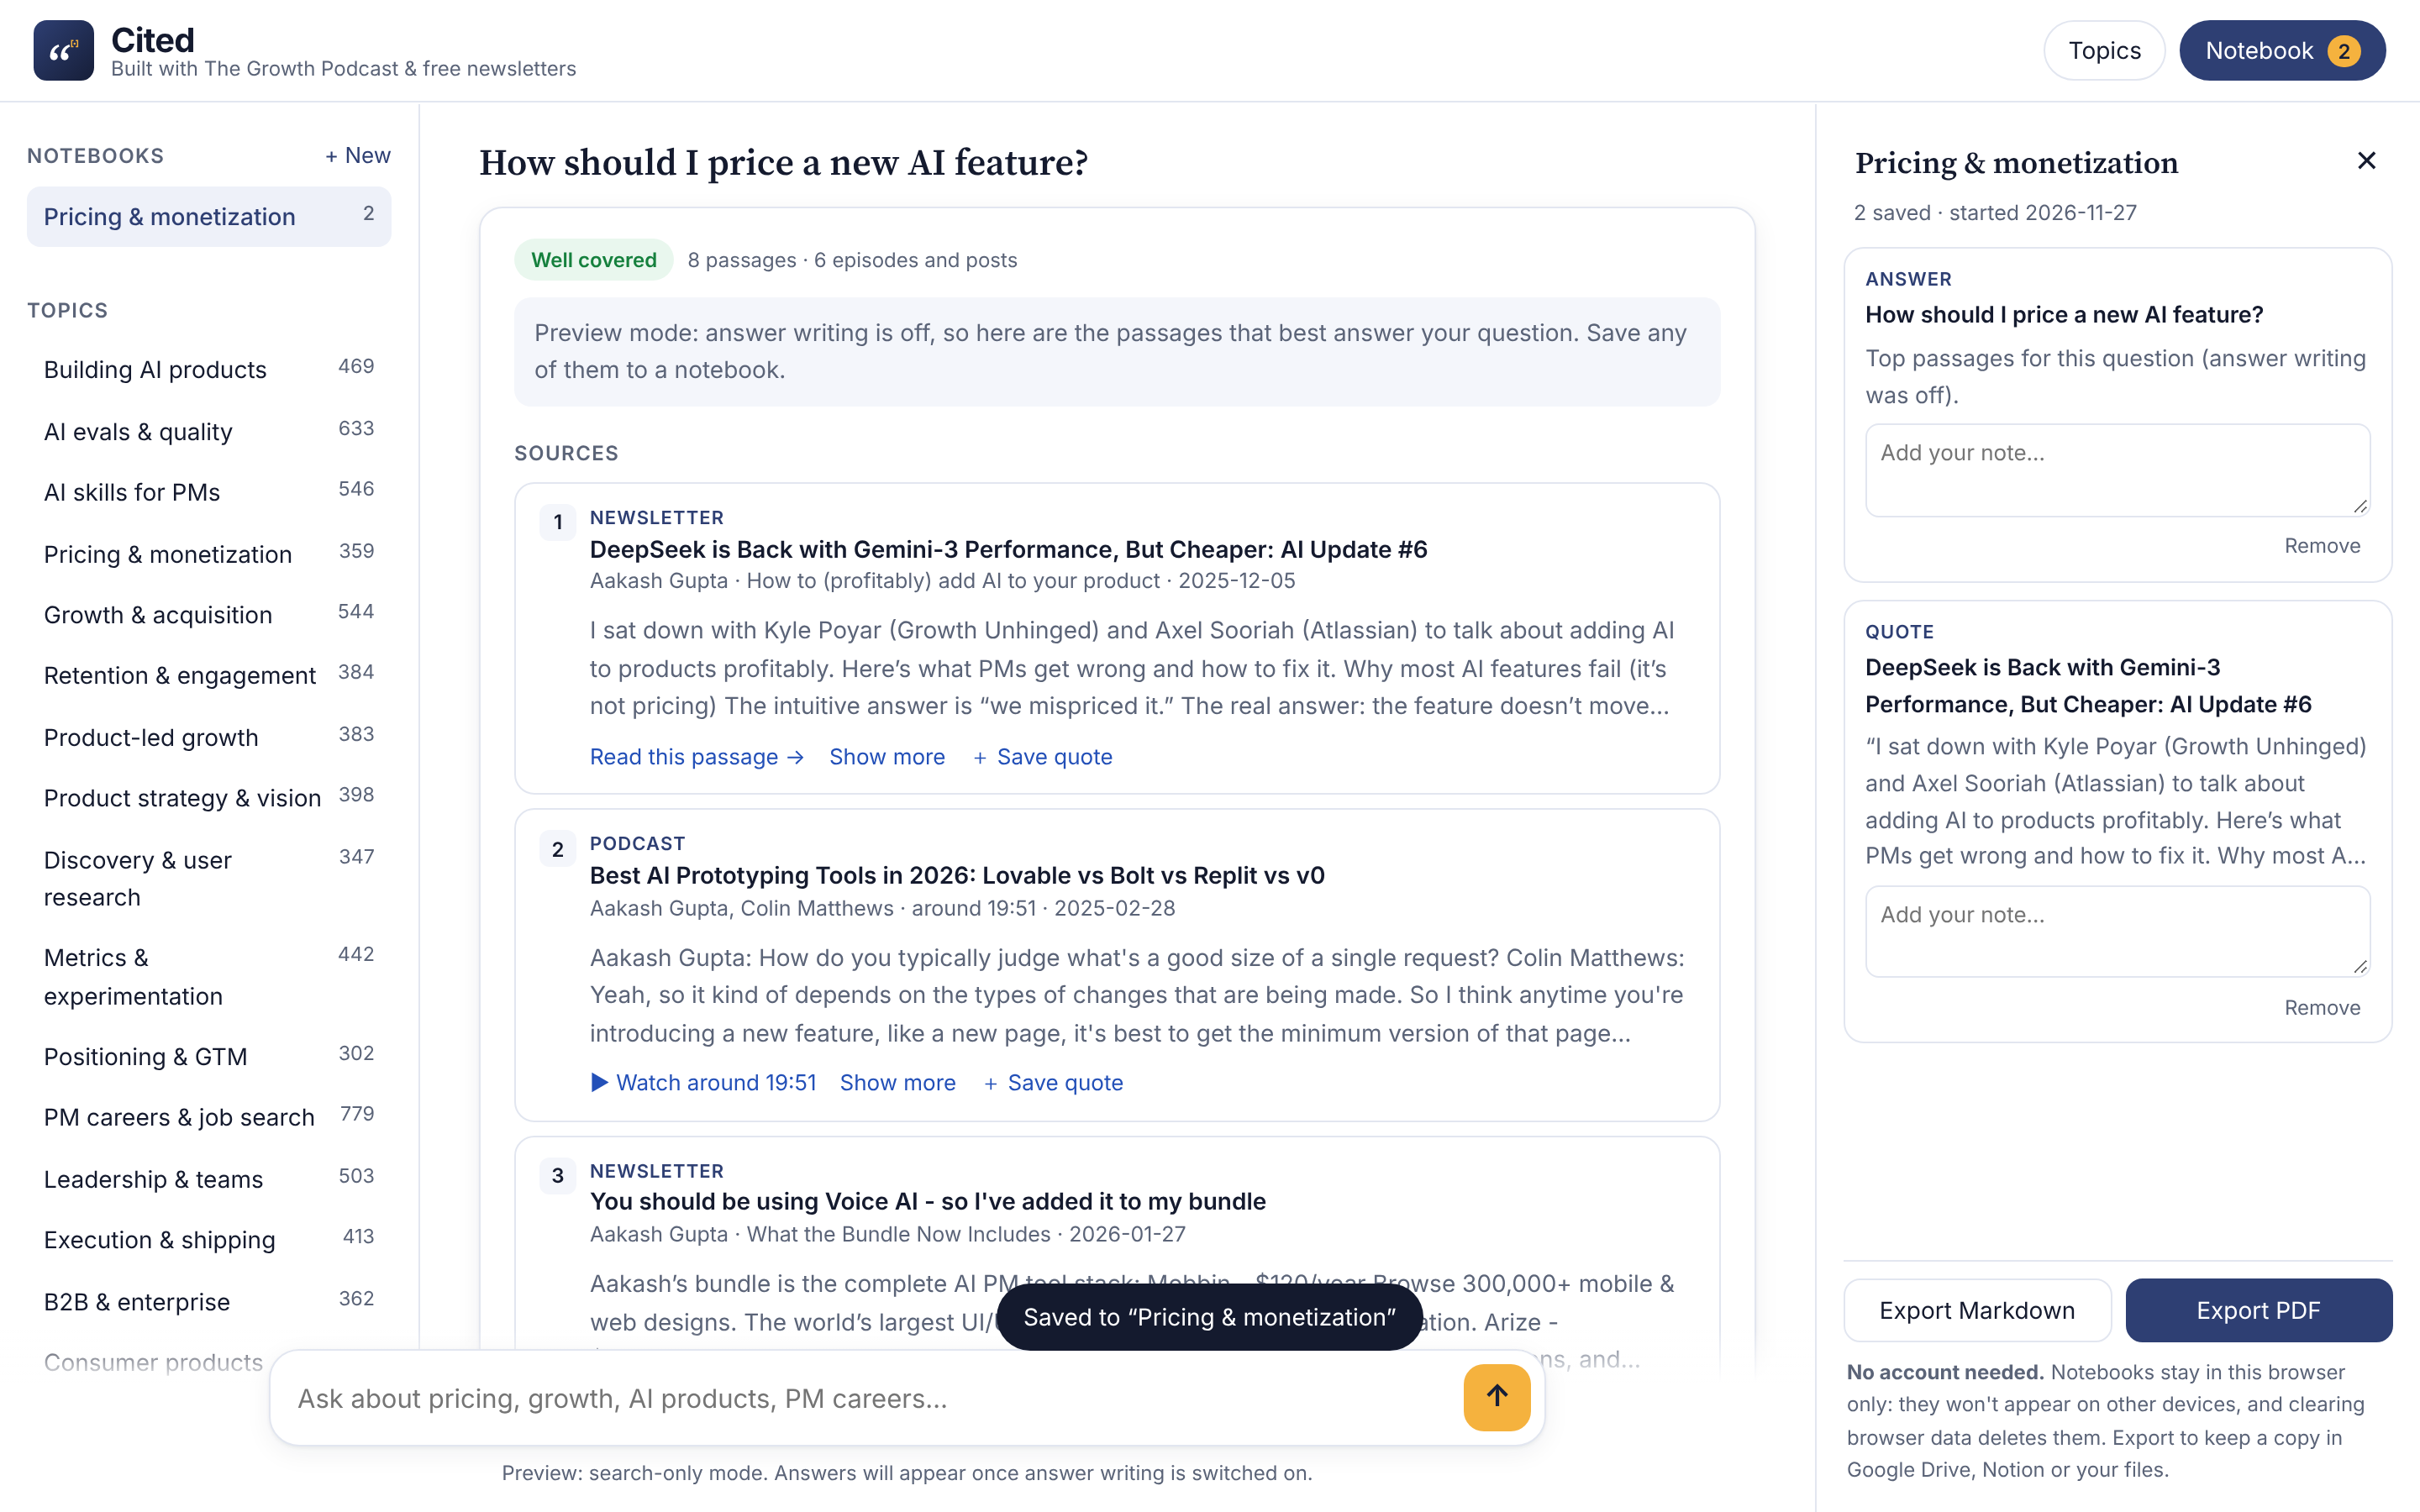 Cited
Built with The Growth Podcast & free newsletters
Topics
Notebook 2
NOTEBOOKS
+ New
Pricing & monetization 2
TOPICS
Building AI products 469
AI evals & quality 633
AI skills for PMs 546
Pricing & monetization 359
Growth & acquisition 544
Retention & engagement 384
Product-led growth 383
Product strategy & vision 398
Discovery & user 347
research
Metrics & 442
experimentation
Positioning & GTM 302
PM careers & job search 779
Leadership & teams 503
Execution & shipping 413
B2B & enterprise 362
Consumer products
How should I price a new AI feature?
Well covered 8 passages · 6 episodes and posts
Preview mode: answer writing is off, so here are the passages that best answer your question. Save any
of them to a notebook.
SOURCES
1 NEWSLETTER
DeepSeek is Back with Gemini-3 Performance, But Cheaper: AI Update #6
Aakash Gupta · How to (profitably) add AI to your product · 2025-12-05
I sat down with Kyle Poyar (Growth Unhinged) and Axel Sooriah (Atlassian) to talk about adding AI
to products profitably. Here’s what PMs get wrong and how to fix it. Why most AI features fail (it’s
not pricing) The intuitive answer is “we mispriced it.” The real answer: the feature doesn’t move...
Read this passage → Show more + Save quote
2 PODCAST
Best AI Prototyping Tools in 2026: Lovable vs Bolt vs Replit vs v0
Aakash Gupta, Colin Matthews · around 19:51 · 2025-02-28
Aakash Gupta: How do you typically judge what's a good size of a single request? Colin Matthews:
Yeah, so it kind of depends on the types of changes that are being made. So I think anytime you're
introducing a new feature, like a new page, it's best to get the minimum version of that page...
▶ Watch around 19:51 Show more + Save quote
3 NEWSLETTER
You should be using Voice AI - so I've added it to my bundle
Aakash Gupta · What the Bundle Now Includes · 2026-01-27
Aakash’s bundle is the complete AI PM tool stack: Mobbin - $120/year Browse 300,000+ mobile &
web designs. The world’s largest UI/ Arize -
and...
Saved to “Pricing & monetization”
Ask about pricing, growth, AI products, PM careers...
Preview: search-only mode. Answers will appear once answer writing is switched on.
Pricing & monetization ✕
2 saved · started 2026-11-27
ANSWER
How should I price a new AI feature?
Top passages for this question (answer writing
was off).
Add your note...
Remove
QUOTE
DeepSeek is Back with Gemini-3
Performance, But Cheaper: AI Update #6
“I sat down with Kyle Poyar (Growth Unhinged)
and Axel Sooriah (Atlassian) to talk about
adding AI to products profitably. Here’s what
PMs get wrong and how to fix it. Why most A...
Add your note...
Remove
Export Markdown
Export PDF
No account needed. Notebooks stay in this browser
only: they won't appear on other devices, and clearing
browser data deletes them. Export to keep a copy in
Google Drive, Notion or your files.